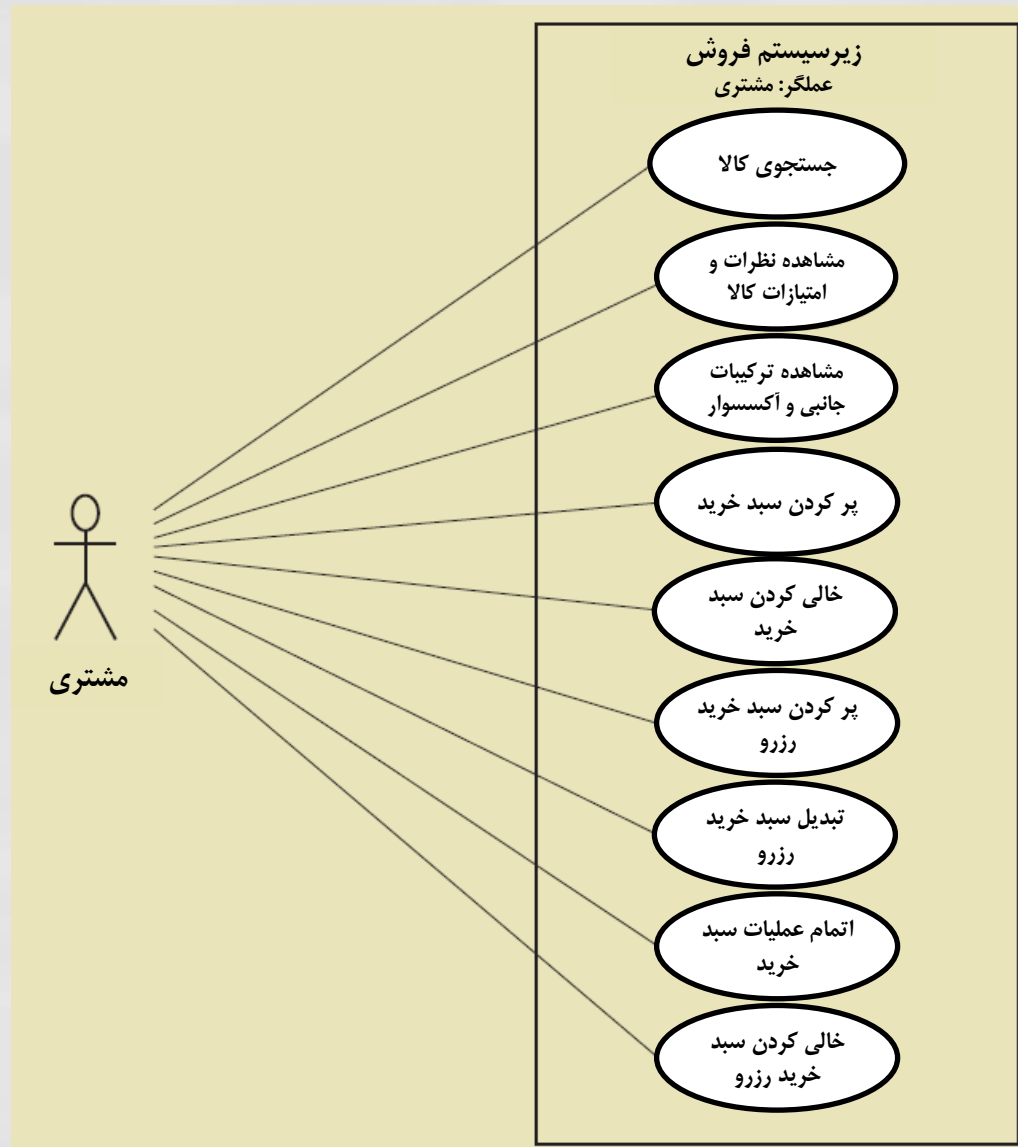 زیرسیستم فروش
عملگر: مشتری
جستجوی کالا
مشاهده نظرات و
امتیازات کالا
مشاهده ترکیبات
جانبی و آکسسوار
پر کردن سبد خرید
خالی کردن سبد
خرید
پر کردن سبد خرید
رزرو
تبدیل سبد خرید
رزرو
اتمام عملیات سبد
خرید
خالی کردن سبد
خرید رزرو
مشتری